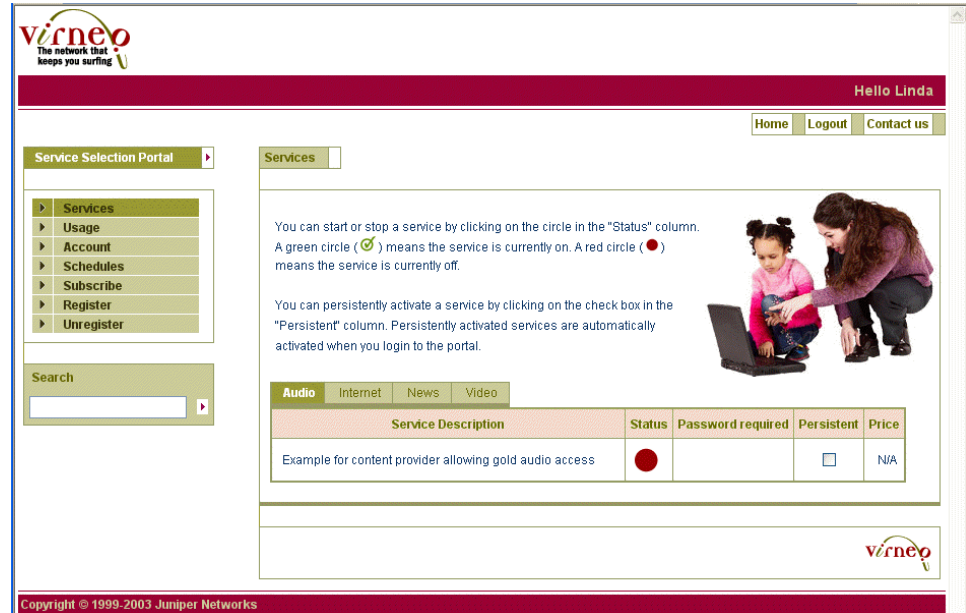 virneo
The network that
keeps you surfing
Hello Linda
Home Logout Contact us
Service Selection Portal
Services
Usage
Account
Schedules
Subscribe
Register
Unregister
Search
Services
You can start or stop a service by clicking on the circle in the "Status" column.
A green circle ( ) means the service is currently on. A red circle ( )
means the service is currently off.
You can persistently activate a service by clicking on the check box in the
"Persistent" column. Persistently activated services are automatically
activated when you login to the portal.
Audio Internet News Video
Service Description Status Password required Persistent Price
Example for content provider allowing gold audio access N/A
virneo
Copyright © 1999-2003 Juniper Networks